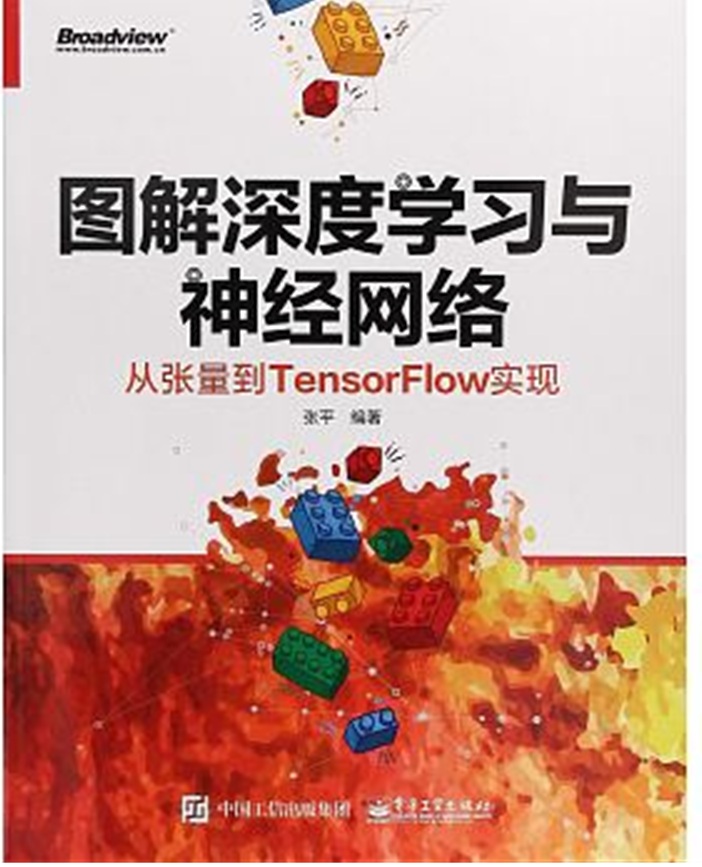 Broadview
www.broadview.com.cn
图解深度学习与
神经网络
从张量到TensorFlow实现
张平 编著
中国工信出版集团
电子工业出版社